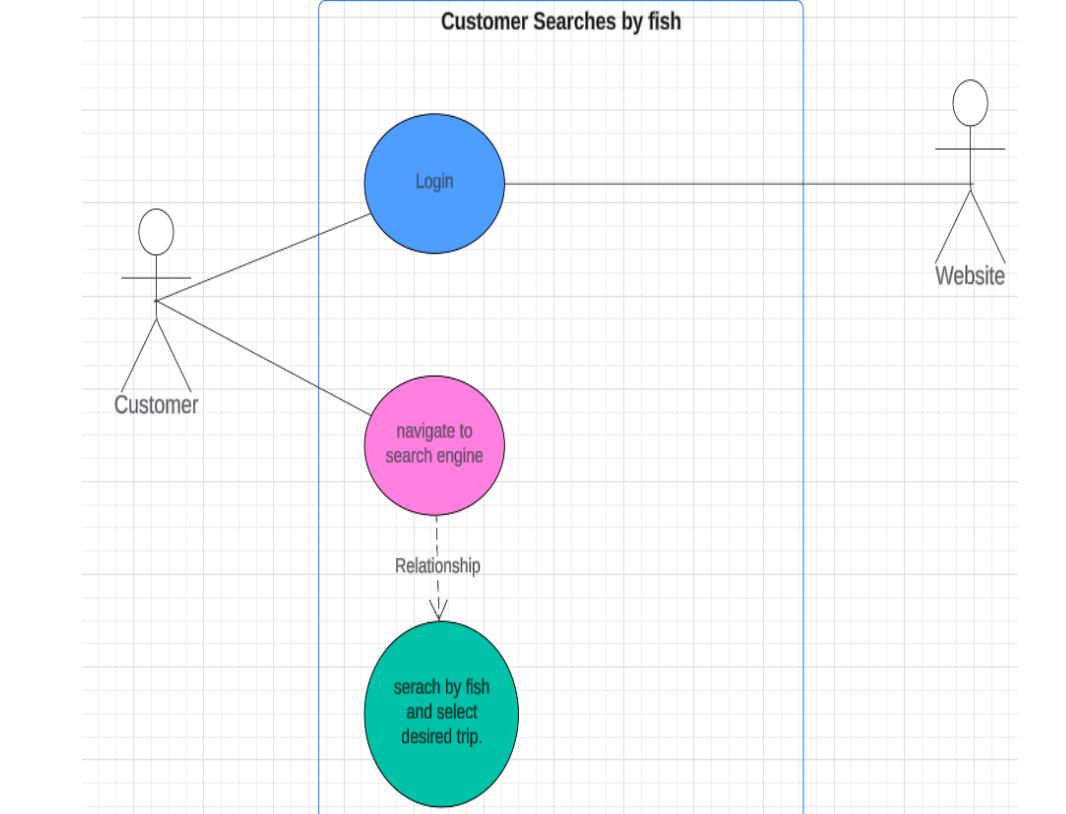 Customer Searches by fish
Login
Website
Customer
navigate to
search engine
Relationship
serach by fish
and select
desired trip.